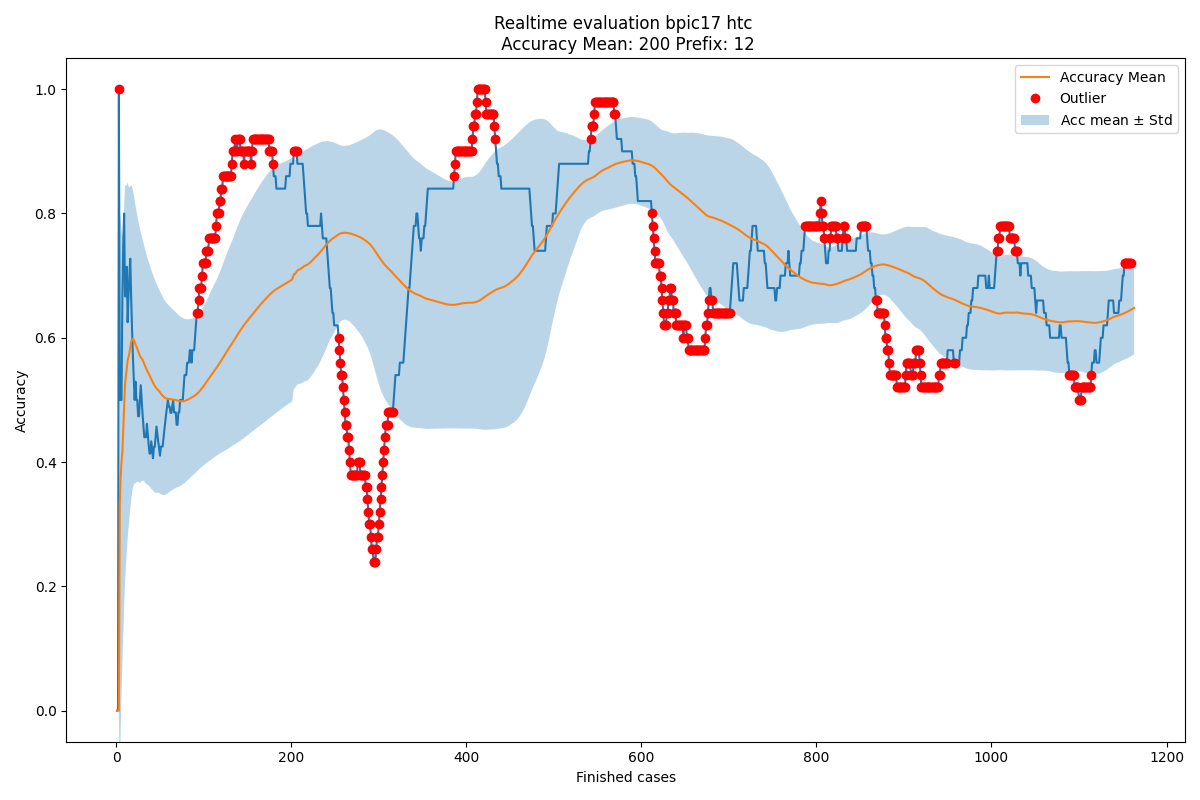 Realtime evaluation bpic17 htc
Accuracy Mean: 200 Prefix: 12
Accuracy Mean
Outlier
Acc mean ± Std
1.0
0.8
0.6
0.4
0.2
0.0
Accuracy
0 200 400 600 800 1000 1200
Finished cases